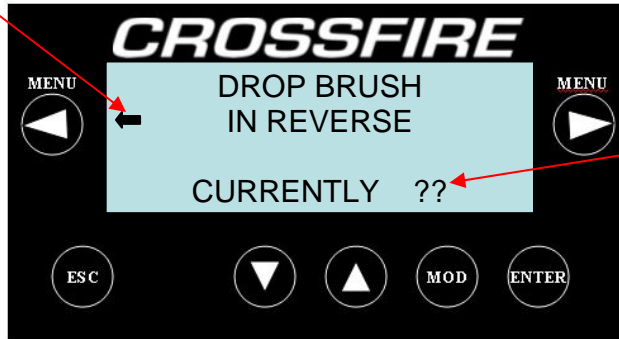 CROSSFIRE
MENU
MENU
DROP BRUSH
IN REVERSE
CURRENTLY ??
ESC
MOD
ENTER